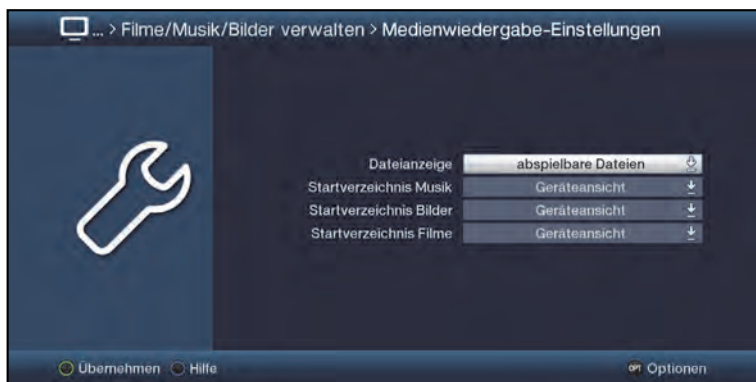 ... > Filme/Musik/Bilder verwalten > Medienwiedergabe-Einstellungen
Dateianzeige abspielbare Dateien
Startverzeichnis Musik Geräteansicht
Startverzeichnis Bilder Geräteansicht
Startverzeichnis Filme Geräteansicht
Übernehmen Hilfe OPT Optionen